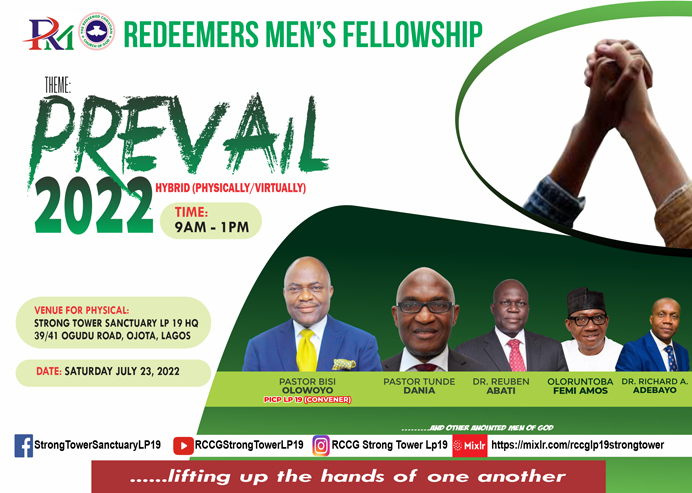 RM
REDEEMERS MEN'S FELLOWSHIP
THEME:
PREVAIL
2022
HYBRID (PHYSICALLY/VIRTUALLY)
TIME:
9AM - 1PM
VENUE FOR PHYSICAL:
STRONG TOWER SANCTUARY LP 19 HQ
39/41 OGUDU ROAD, OJOTA, LAGOS
DATE: SATURDAY JULY 23, 2022
PASTOR BISI
OLOWOYO
PICP LP 19 (CONVENER)
PASTOR TUNDE
DANIA
DR. REUBEN
ABATI
OLORUNTOBA
FEMI AMOS
DR. RICHARD A.
ADEBAYO
.........AND OTHER ANOINTED MEN OF GOD
StrongTowerSanctuaryLP19
RCCGStrongTowerLP19
RCCG Strong Tower Lp19
Mixlr
https://mixlr.com/rccglp19strongtower
......lifting up the hands of one another